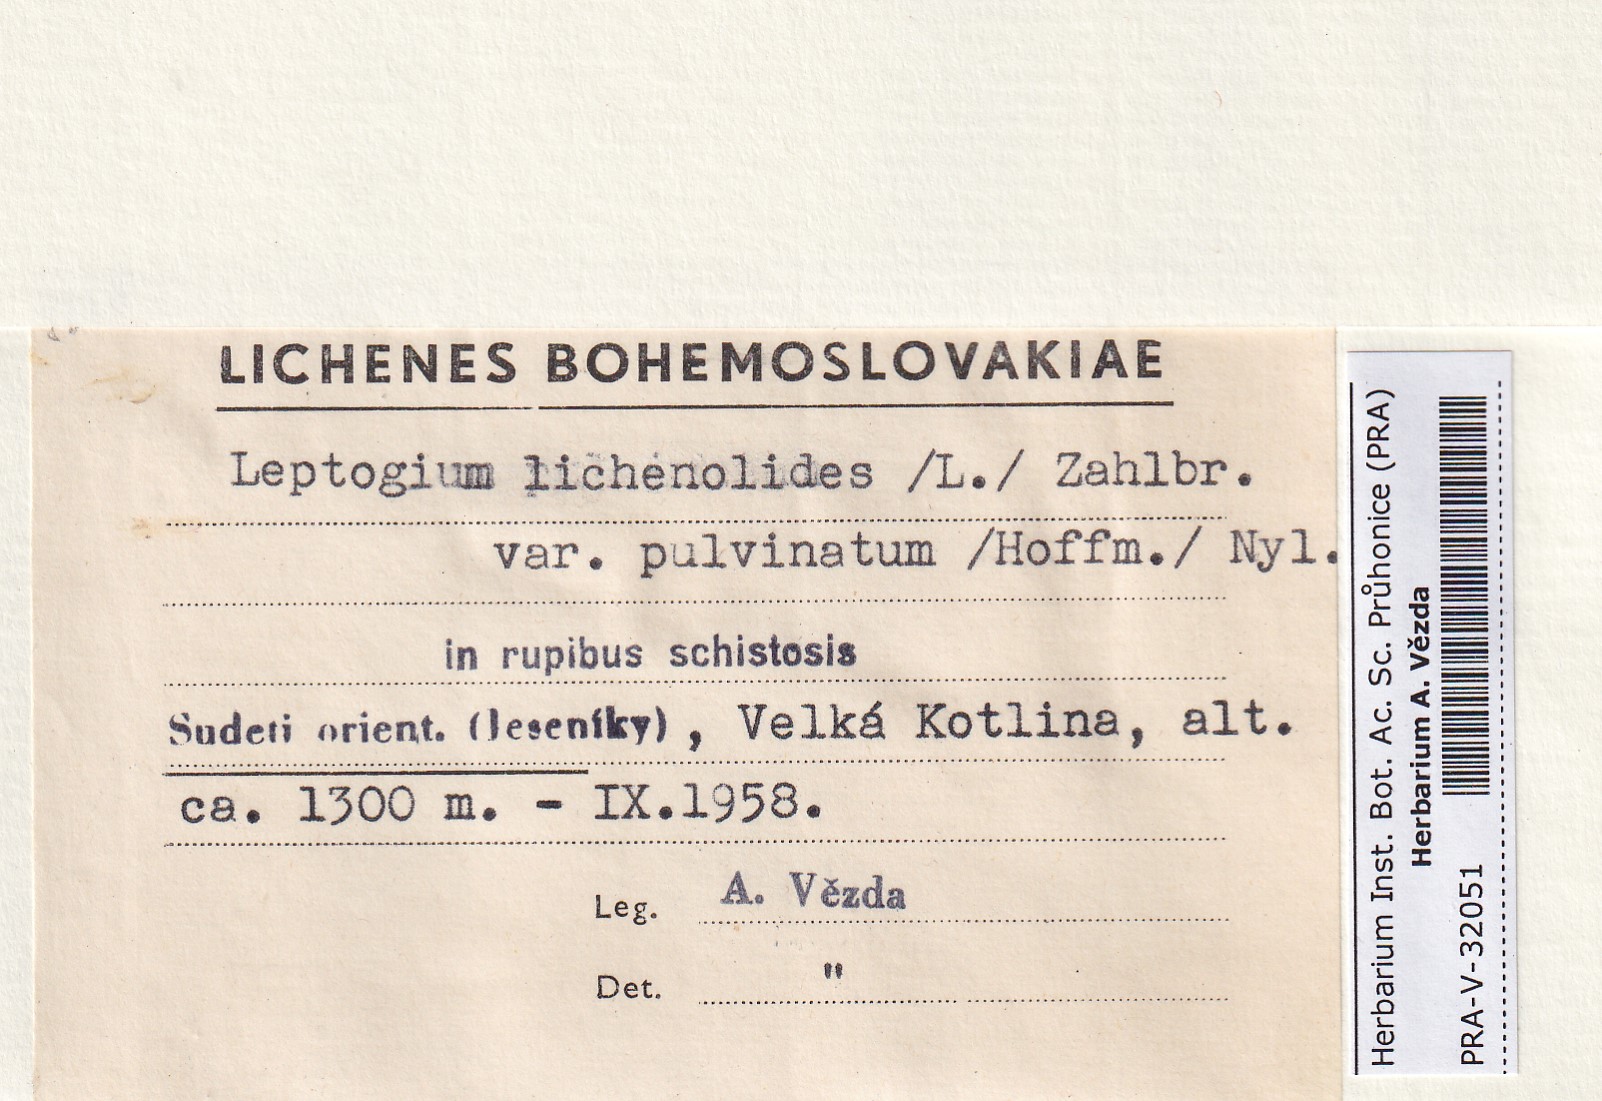 LICHENES BOHEMOSLOVAKIAE
Leptogium lichenolides /L./ Zahlbr.
var. pulvinatum /Hoffm./ Nyl.
in rupibus schistosis
Sudeti orient. (Jeseníky), Velká Kotlina, alt.
ca. 1300 m. - IX.1958.
Leg. A. Vězda
Det. "
Herbarium Inst. Bot. Ac. Sc. Průhonice (PRA)
Herbarium A. Vězda
PRA-V-32051